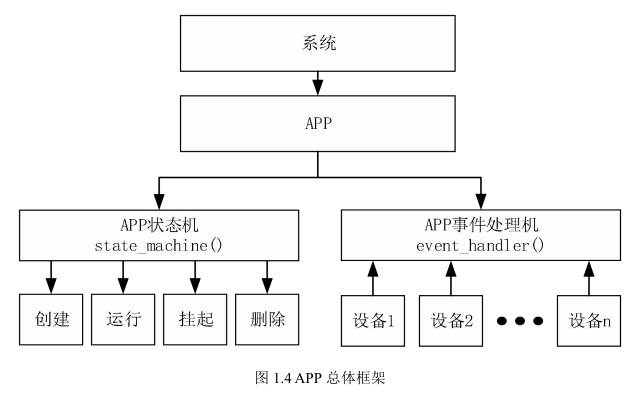 系统
APP
APP状态机
state_machine()
APP事件处理机
event_handler()
创建
运行
挂起
删除
设备1
设备2
设备n
图 1.4 APP 总体框架